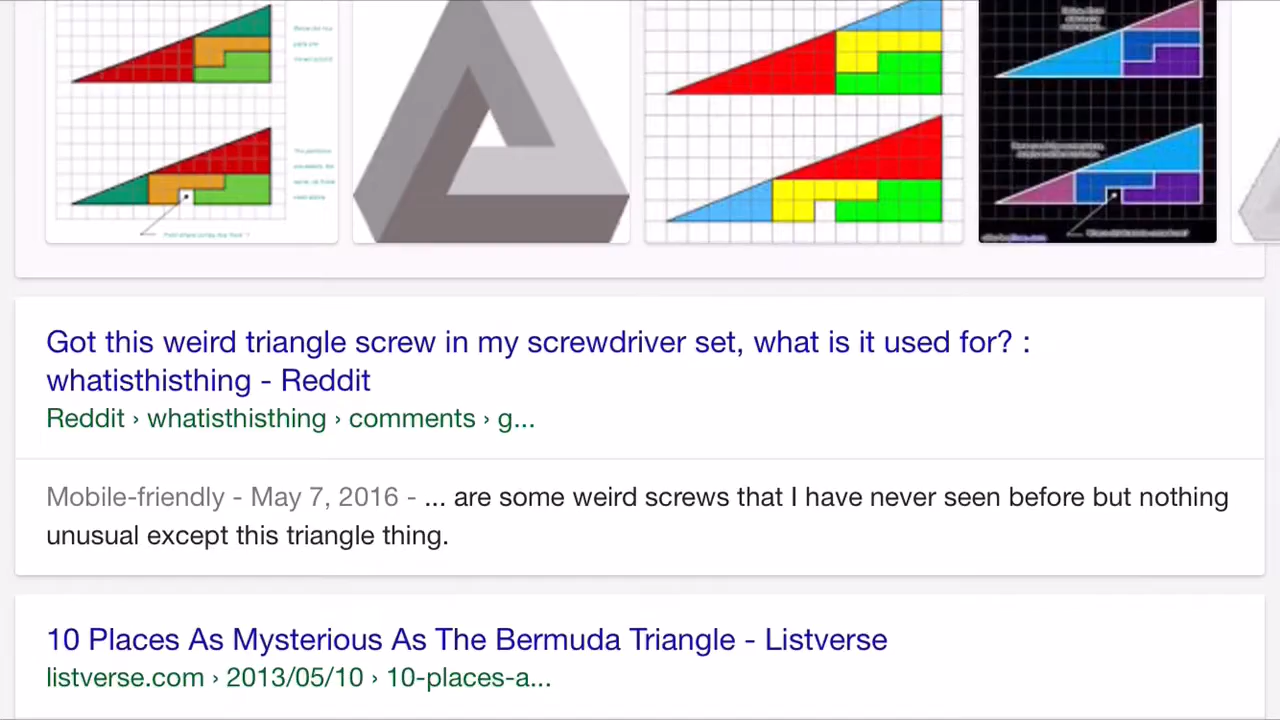 Got this weird triangle screw in my screwdriver set, what is it used for? :
whatisthisthing - Reddit
Reddit › whatisthisthing › comments › g...
Mobile-friendly - May 7, 2016 - ... are some weird screws that I have never seen before but nothing
unusual except this triangle thing.
10 Places As Mysterious As The Bermuda Triangle - Listverse
listverse.com › 2013/05/10 › 10-places-a...